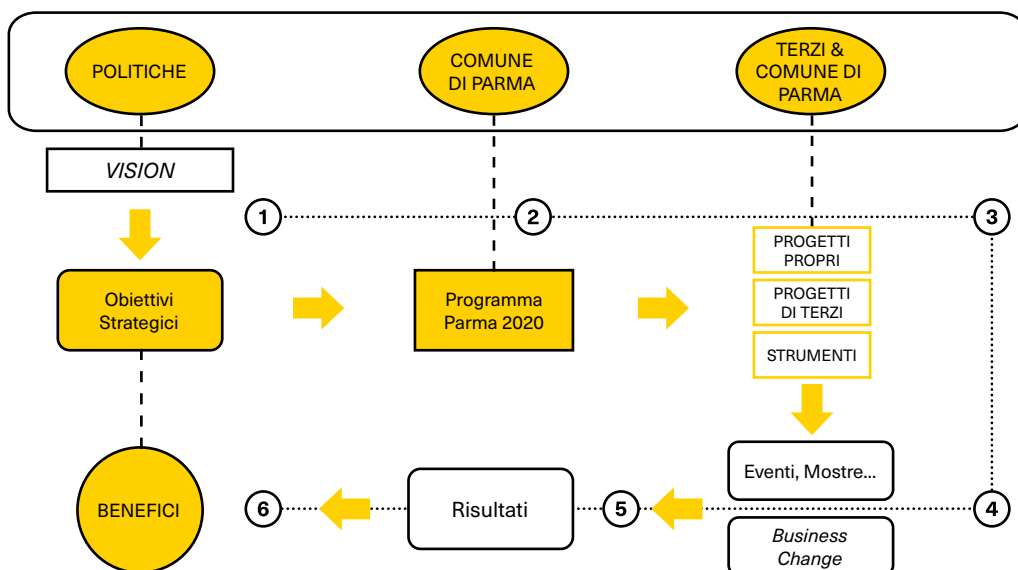 POLITICHE
COMUNE
DI PARMA
TERZI &
COMUNE DI
PARMA
VISION
1
2
3
PROGETTI
PROPRI
Obiettivi
Strategici
Programma
Parma 2020
PROGETTI
DI TERZI
STRUMENTI
Eventi, Mostre...
BENEFICI
6
Risultati
5
4
Business
Change